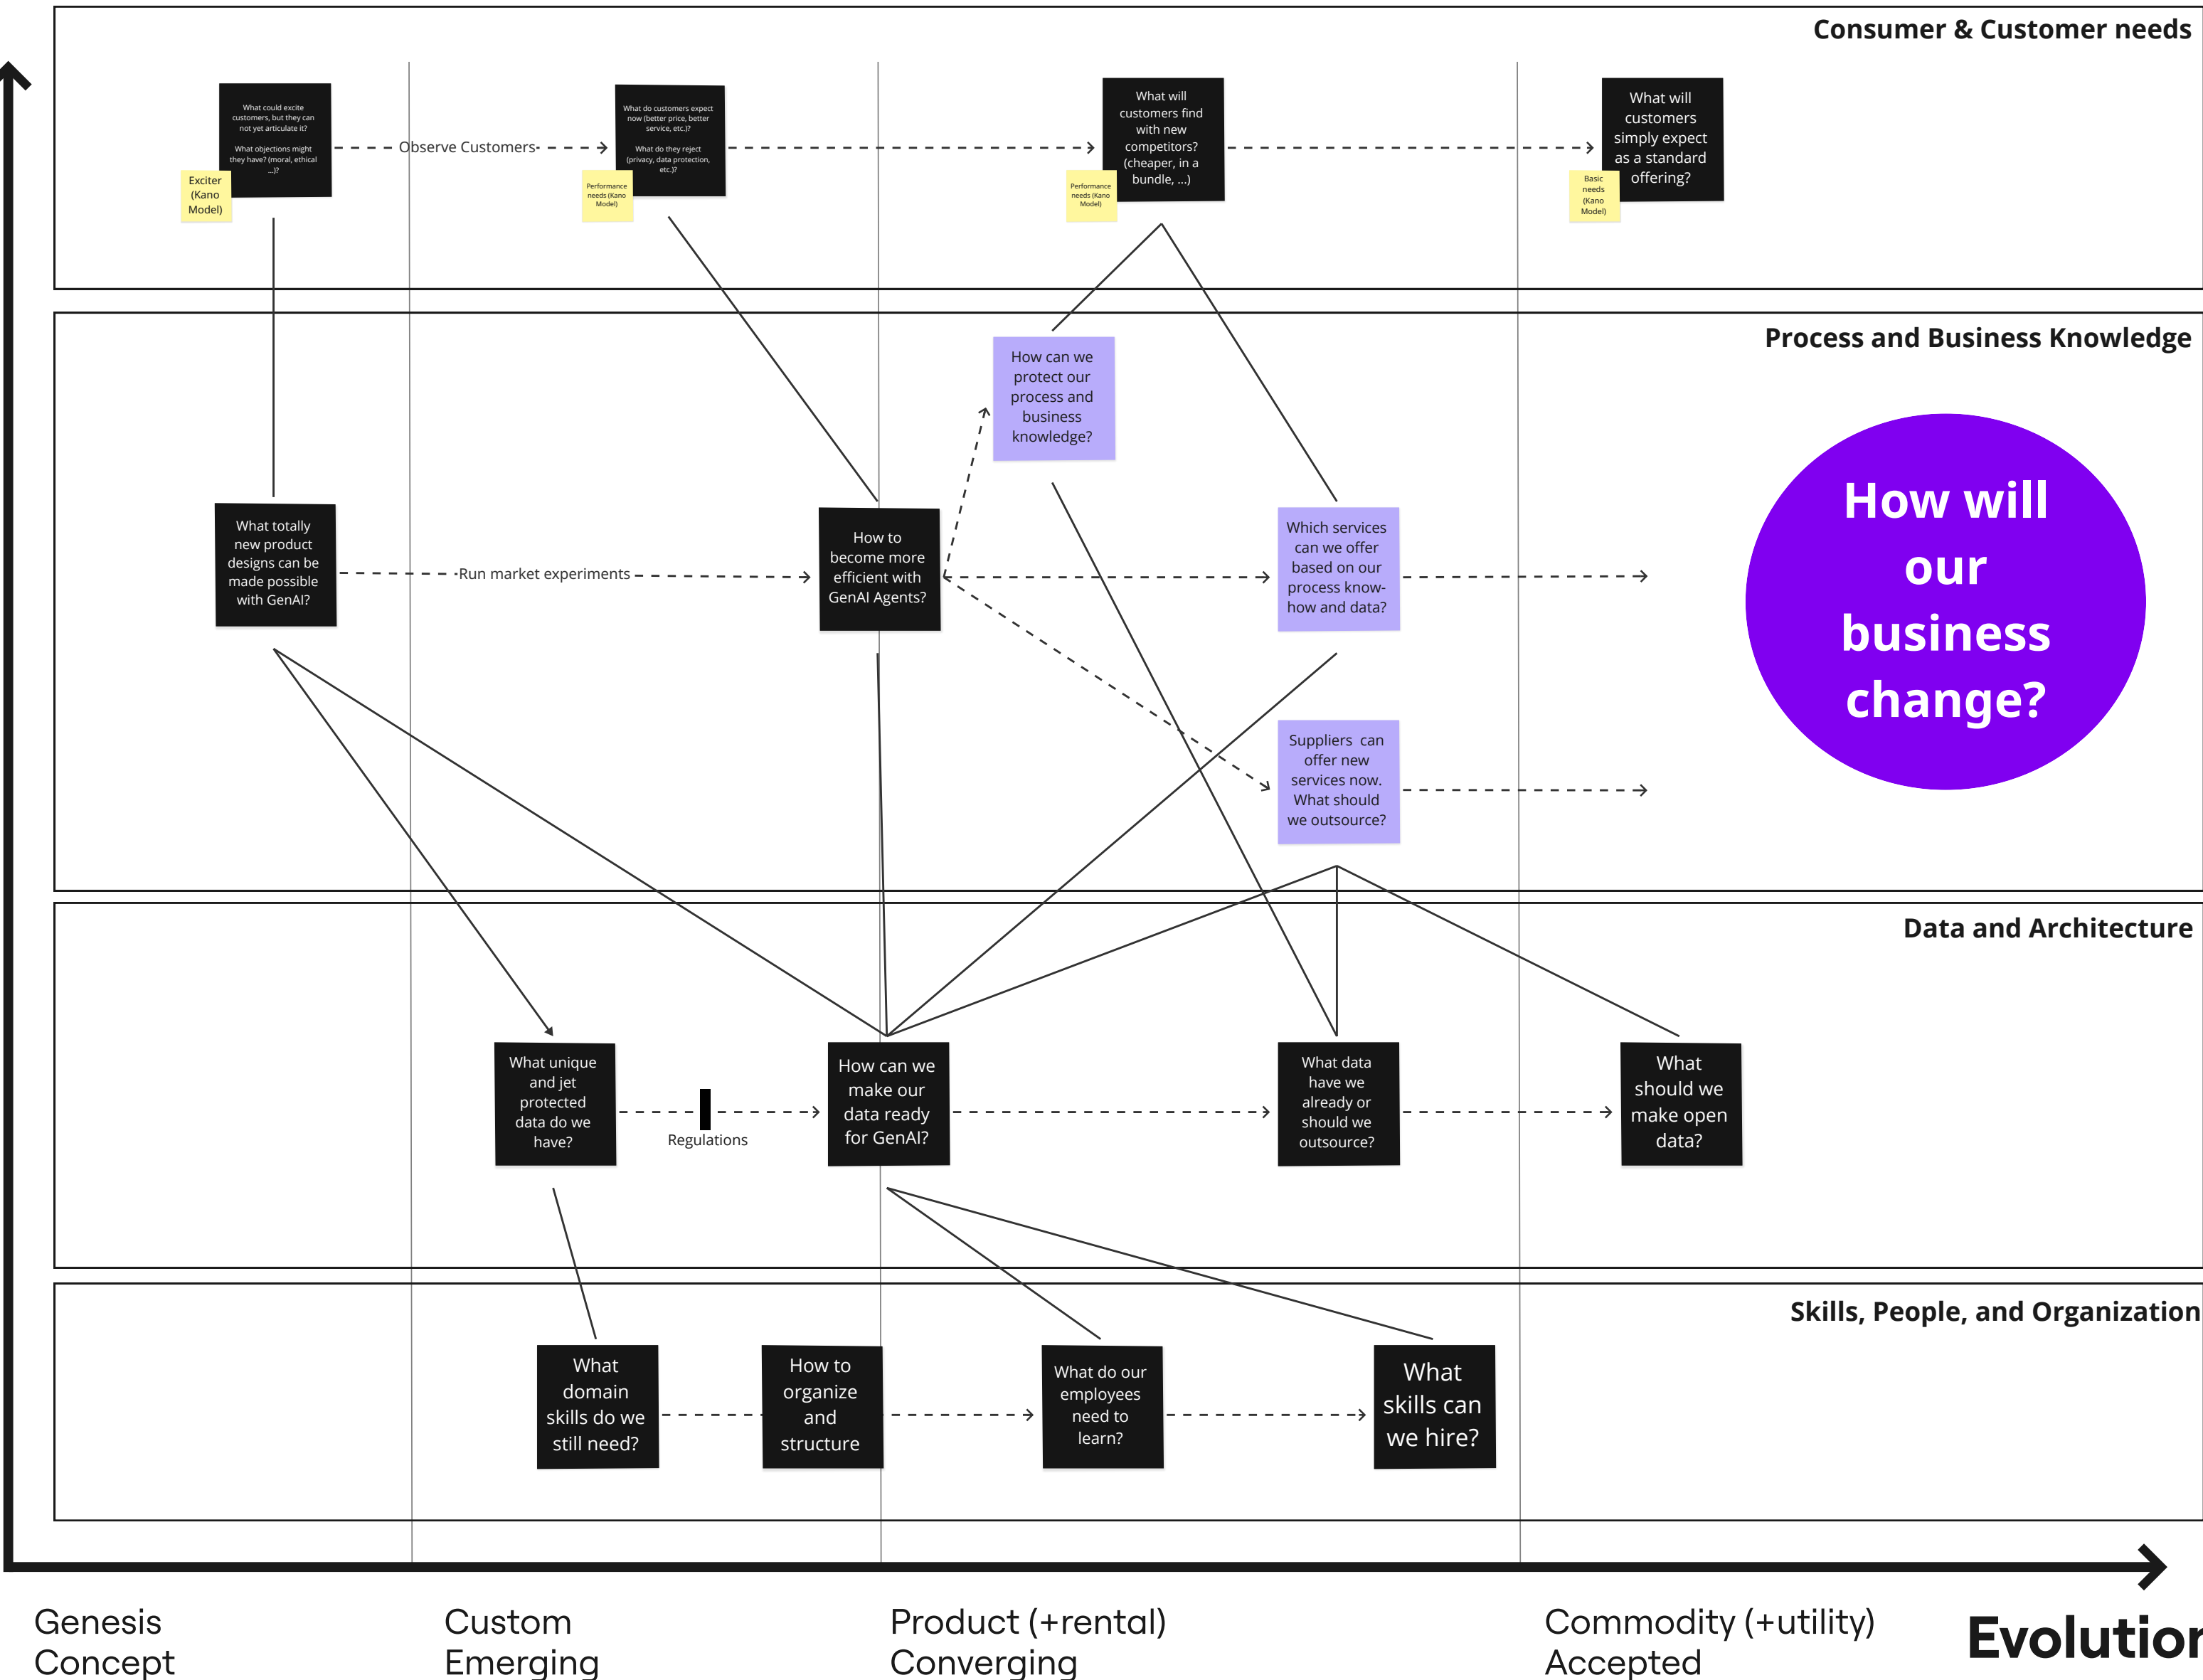 Consumer & Customer needs
What could excite
customers, but they can
not yet articulate it?
What objections might
they have? (moral, ethical
...)?
Exciter
(Kano
Model)
Observe Customers
What do customers expect
now (better price, better
service, etc.)?
What do they reject
(privacy, data protection,
etc.)?
Performance
needs (Kano
Model)
What will
customers find
with new
competitors?
(cheaper, in a
bundle, ...)
Performance
needs (Kano
Model)
What will
customers
simply expect
as a standard
offering?
Basic
needs
(Kano
Model)
Process and Business Knowledge
How can we
protect our
process and
business
knowledge?
What totally
new product
designs can be
made possible
with GenAI?
Run market experiments
How to
become more
efficient with
GenAI Agents?
Which services
can we offer
based on our
process know-
how and data?
Suppliers can
offer new
services now.
What should
we outsource?
How will
our
business
change?
Data and Architecture
What unique
and jet
protected
data do we
have?
Regulations
How can we
make our
data ready
for GenAI?
What data
have we
already or
should we
outsource?
What
should we
make open
data?
Skills, People, and Organization
What
domain
skills do we
still need?
How to
organize
and
structure
What do our
employees
need to
learn?
What
skills can
we hire?
Genesis
Concept
Custom
Emerging
Product (+rental)
Converging
Commodity (+utility)
Accepted
Evolution